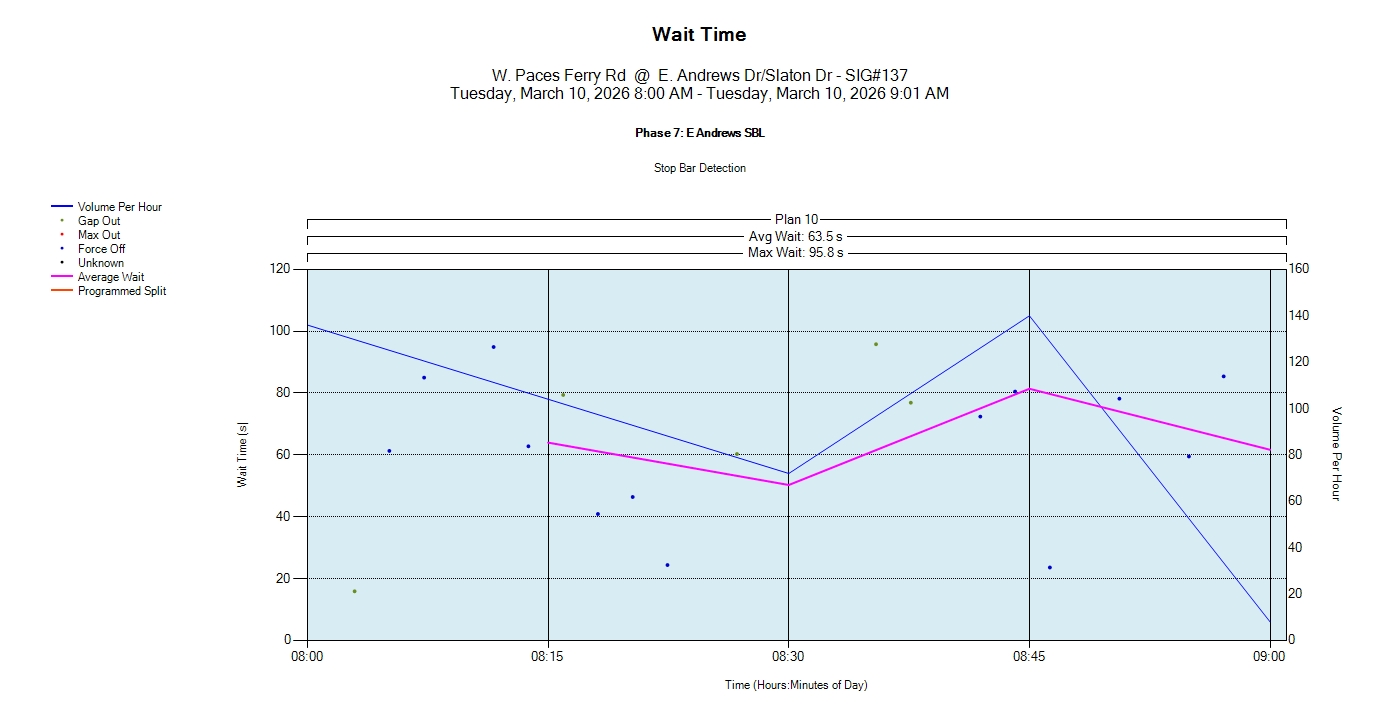 Wait Time
W. Paces Ferry Rd @ E. Andrews Dr/Slaton Dr - SIG#137
Tuesday, March 10, 2026 8:00 AM - Tuesday, March 10, 2026 9:01 AM
Phase 7: E Andrews SBL
Stop Bar Detection
Volume Per Hour
Gap Out
Max Out
Force Off
Unknown
Average Wait
Programmed Split
Plan 10
Avg Wait: 63.5 s
Max Wait: 95.8 s
120
100
80
60
40
20
0
Wait Time [s]
160
140
120
100
80
60
40
20
0
Volume Per Hour
08:00
08:15
08:30
08:45
09:00
Time (Hours:Minutes of Day)